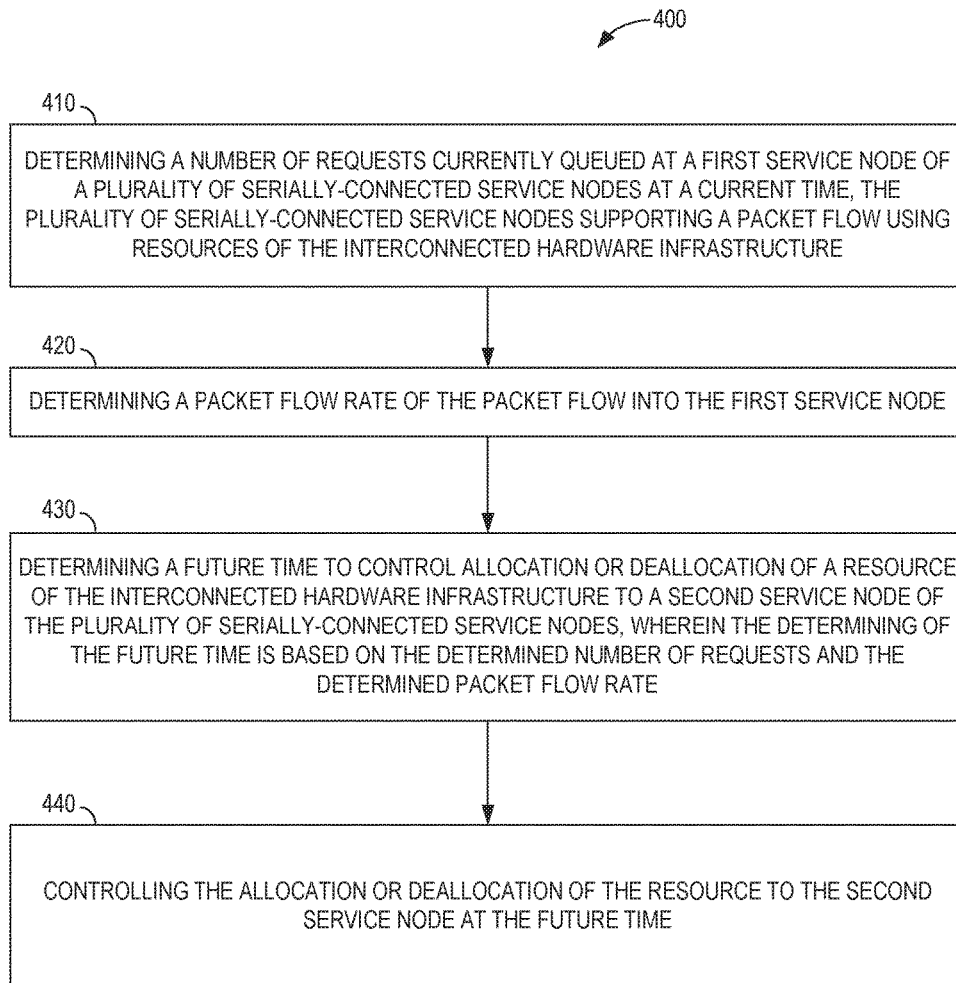 400
410
DETERMINING A NUMBER OF REQUESTS CURRENTLY QUEUED AT A FIRST SERVICE NODE OF
A PLURALITY OF SERIALLY-CONNECTED SERVICE NODES AT A CURRENT TIME, THE
PLURALITY OF SERIALLY-CONNECTED SERVICE NODES SUPPORTING A PACKET FLOW USING
RESOURCES OF THE INTERCONNECTED HARDWARE INFRASTRUCTURE
420
DETERMINING A PACKET FLOW RATE OF THE PACKET FLOW INTO THE FIRST SERVICE NODE
430
DETERMINING A FUTURE TIME TO CONTROL ALLOCATION OR DEALLOCATION OF A RESOURCE
OF THE INTERCONNECTED HARDWARE INFRASTRUCTURE TO A SECOND SERVICE NODE OF
THE PLURALITY OF SERIALLY-CONNECTED SERVICE NODES, WHEREIN THE DETERMINING OF
THE FUTURE TIME IS BASED ON THE DETERMINED NUMBER OF REQUESTS AND THE
DETERMINED PACKET FLOW RATE
440
CONTROLLING THE ALLOCATION OR DEALLOCATION OF THE RESOURCE TO THE SECOND
SERVICE NODE AT THE FUTURE TIME